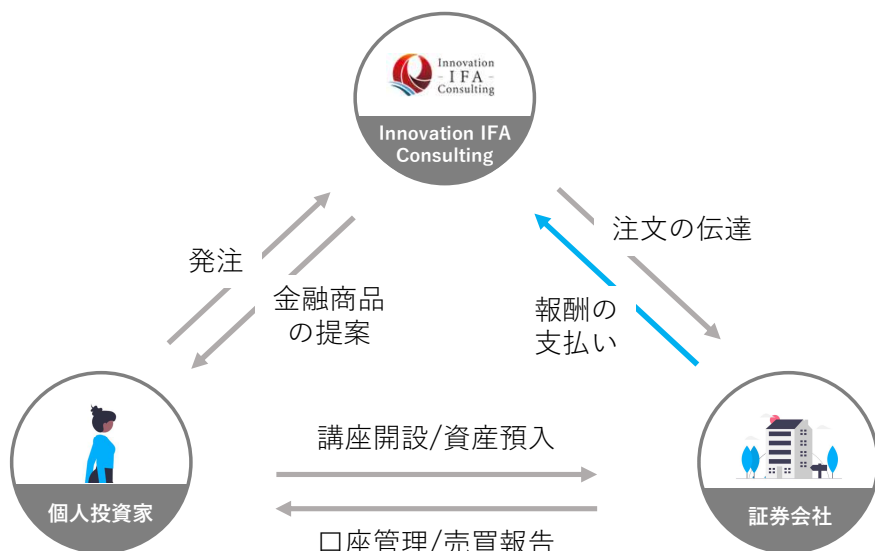 Innovation
- IFA -
Consulting
Innovation IFA
Consulting
発注
金融商品
の提案
注文の伝達
報酬の
支払い
講座開設/資産預入
個人投資家
証券会社
口座管理/売買報告